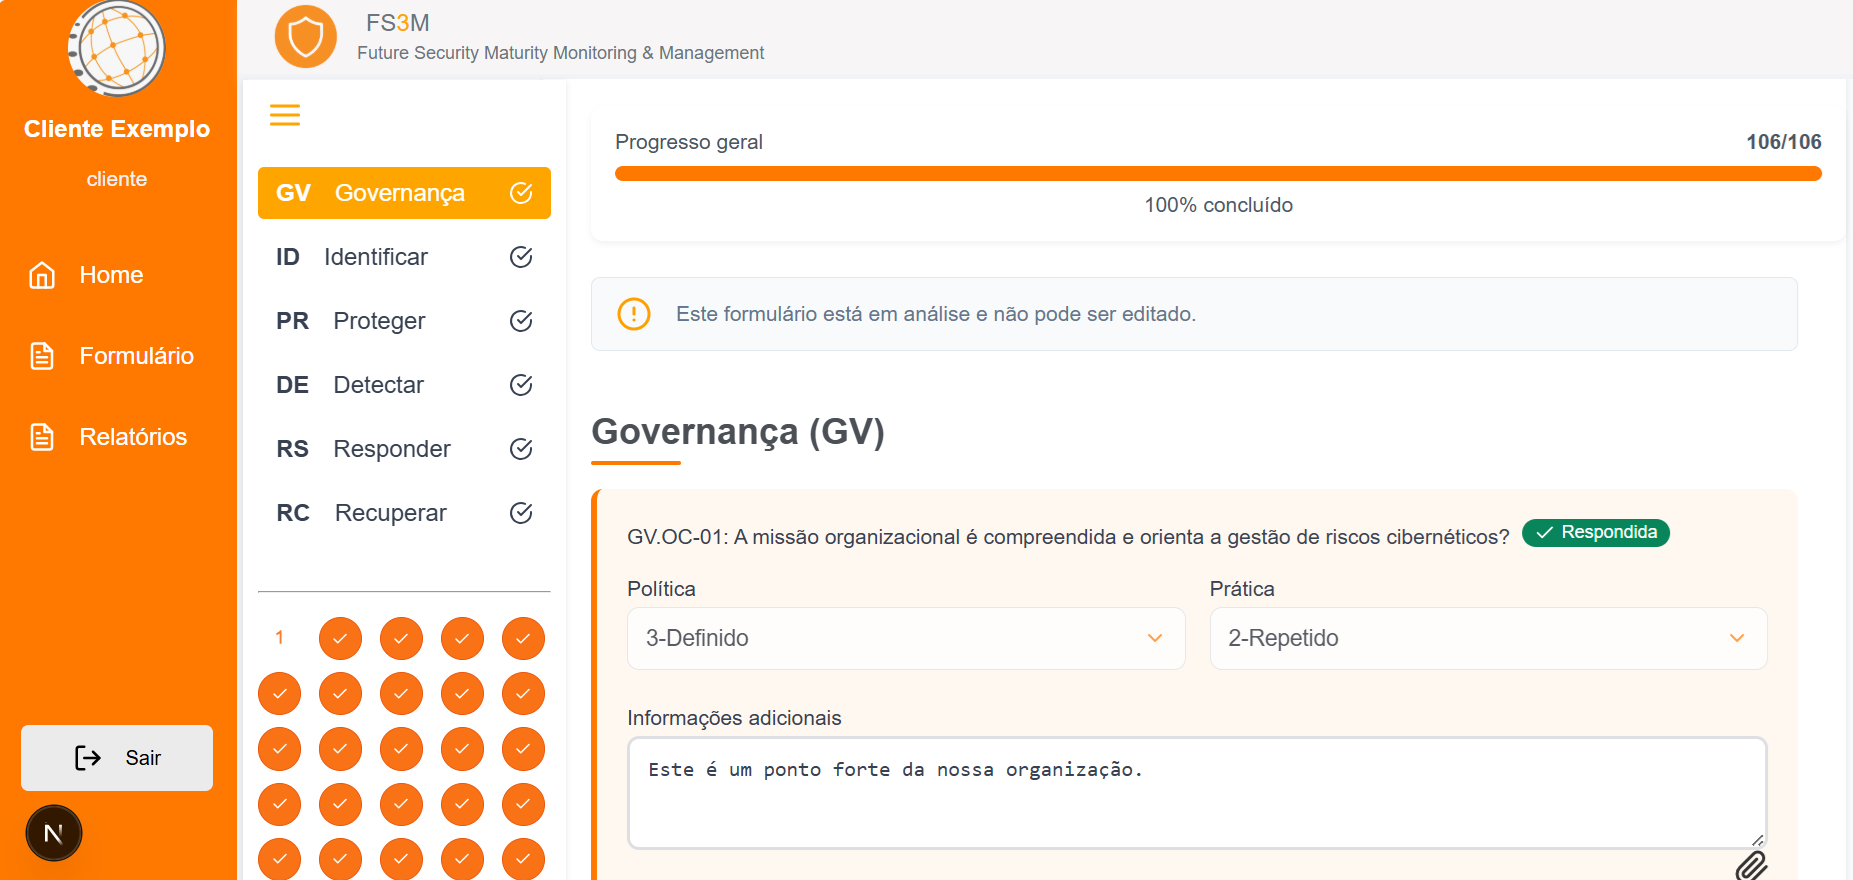 Cliente Exemplo
cliente
Home
Formulário
Relatórios
Sair
N
FS3M
Future Security Maturity Monitoring & Management
GV Governança
ID Identificar
PR Proteger
DE Detectar
RS Responder
RC Recuperar
1
Progresso geral 106/106
100% concluído
Este formulário está em análise e não pode ser editado.
Governança (GV)
GV.OC-01: A missão organizacional é compreendida e orienta a gestão de riscos cibernéticos? Respondida
Política Prática
3-Definido 2-Repetido
Informações adicionais
Este é um ponto forte da nossa organização.